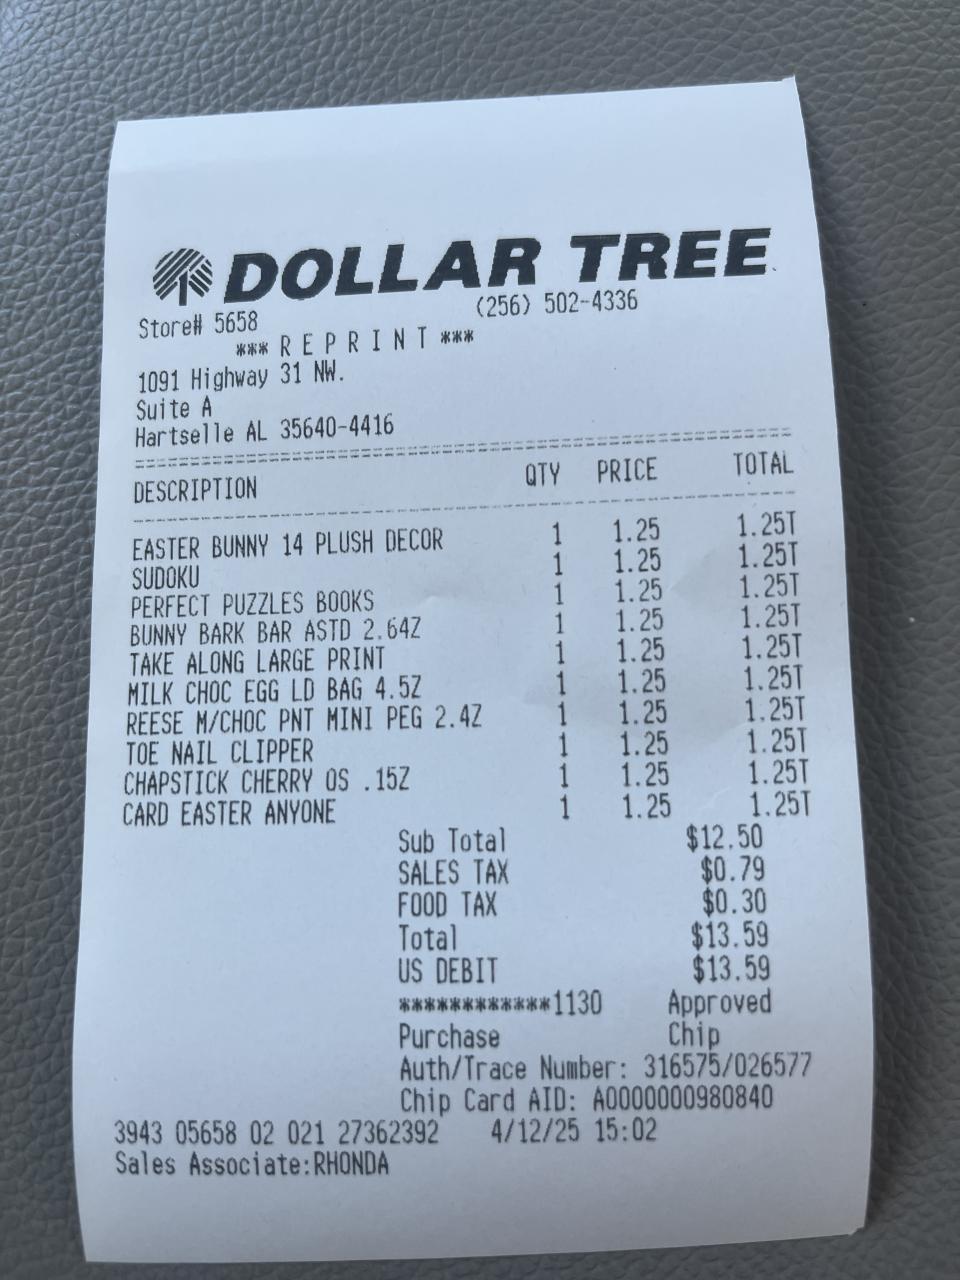 DOLLAR TREE
Store# 5658 (256) 502-4336
*** R E P R I N T ***
1091 Highway 31 NW.
Suite A
Hartselle AL 35640-4416
DESCRIPTION QTY PRICE TOTAL
EASTER BUNNY 14 PLUSH DECOR 1 1.25 1.25T
SUDOKU 1 1.25 1.25T
PERFECT PUZZLES BOOKS 1 1.25 1.25T
BUNNY BARK BAR ASTD 2.64Z 1 1.25 1.25T
TAKE ALONG LARGE PRINT 1 1.25 1.25T
MILK CHOC EGG LD BAG 4.5Z 1 1.25 1.25T
REESE M/CHOC PNT MINI PEG 2.4Z 1 1.25 1.25T
TOE NAIL CLIPPER 1 1.25 1.25T
CHAPSTICK CHERRY OS .15Z 1 1.25 1.25T
CARD EASTER ANYONE 1 1.25 1.25T
Sub Total $12.50
SALES TAX $0.79
FOOD TAX $0.30
Total $13.59
US DEBIT $13.59
************1130 Approved
Purchase Chip
Auth/Trace Number: 316575/026577
Chip Card AID: A0000000980840
3943 05658 02 021 27362392 4/12/25 15:02
Sales Associate:RHONDA